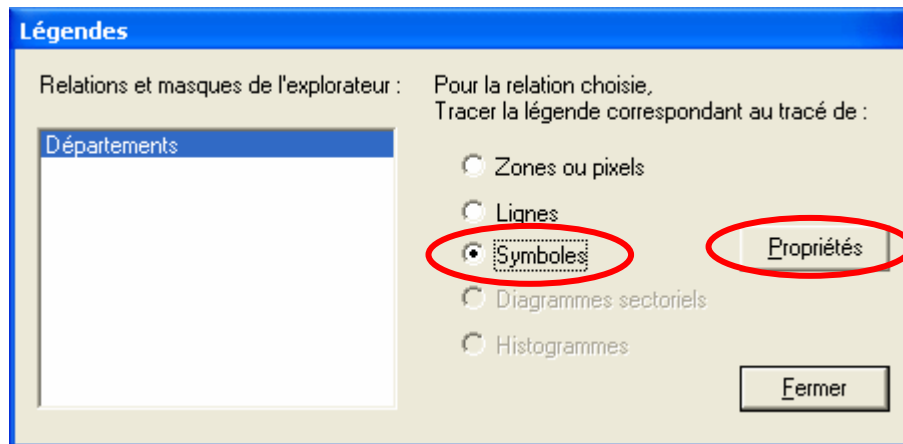 Légendes
Relations et masques de l'explorateur :
Départements
Pour la relation choisie,
Tracer la légende correspondant au tracé de :
Zones ou pixels
Lignes
Symboles
Propriétés
Diagrammes sectoriels
Histogrammes
Fermer